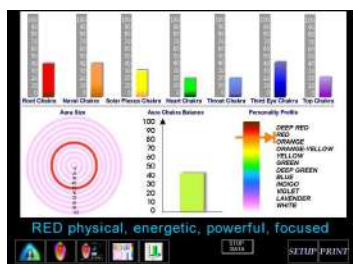 Root Chakra Naval Chakra Solar Plexus Chakra Heart Chakra Throat Chakra Third Eye Chakra Top Chakra
Aura Size
Aura Chakra Balance
Personality Profile
100
90
80
70
60
50
40
30
20
10
0
DEEP RED
RED
ORANGE
ORANGE-YELLOW
YELLOW
GREEN
DEEP GREEN
BLUE
INDIGO
VIOLET
LAVENDER
WHITE
RED physical, energetic, powerful, focused
STOP
DATA
SETUP PRINT